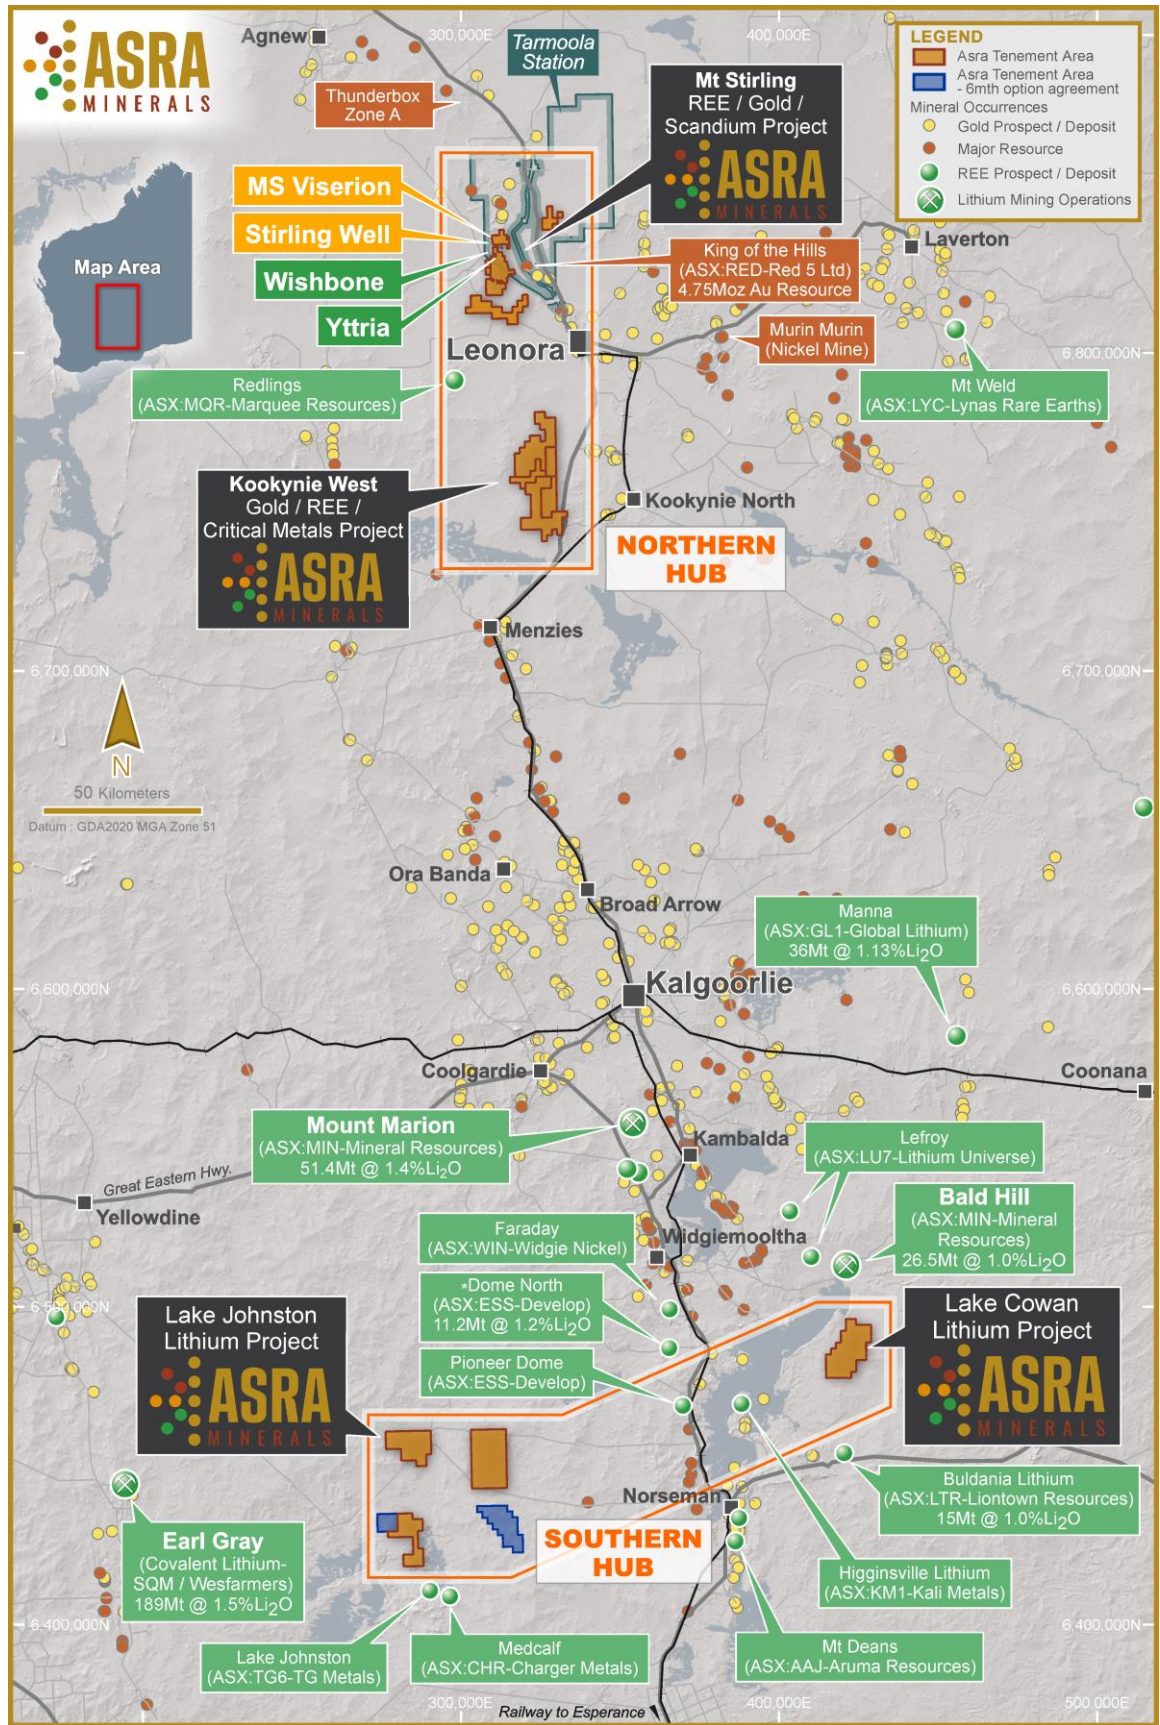 ASRA
MINERALS
Agnew
300,000E
400,000E
Tarmoola
Station
Thunderbox
Zone A
Mt Stirling
REE / Gold /
Scandium Project
ASRA
MINERALS
LEGEND
Asra Tenement Area
Asra Tenement Area
- 6mth option agreement
Mineral Occurrences
Gold Prospect / Deposit
Major Resource
REE Prospect / Deposit
Lithium Mining Operations
MS Viserion
Stirling Well
Wishbone
Yttria
Map Area
King of the Hills
(ASX:RED-Red 5 Ltd)
4.75Moz Au Resource
Laverton
Murin Murin
(Nickel Mine)
Leonora
6,800,000N
Redlings
(ASX:MQR-Marquee Resources)
Mt Weld
(ASX:LYC-Lynas Rare Earths)
Kookynie West
Gold / REE /
Critical Metals Project
ASRA
MINERALS
Kookynie North
NORTHERN
HUB
Menzies
6,700,000N
6,700,000N
N
50 Kilometers
Datum : GDA2020 MGA Zone 51
Ora Banda
Broad Arrow
Manna
(ASX:GL1-Global Lithium)
36Mt @ 1.13%Li2O
Kalgoorlie
6,600,000N
6,600,000N
Coolgardie
Coonana
Mount Marion
(ASX:MIN-Mineral Resources)
51.4Mt @ 1.4%Li2O
Kambalda
Lefroy
(ASX:LU7-Lithium Universe)
Great Eastern Hwy.
Yellowdine
Bald Hill
(ASX:MIN-Mineral
Resources)
26.5Mt @ 1.0%Li2O
Faraday
(ASX:WIN-Widgie Nickel)
Widgiemooltha
*Dome North
(ASX:ESS-Develop)
11.2Mt @ 1.2%Li2O
6,500,000N
6,500,000N
Lake Johnston
Lithium Project
ASRA
MINERALS
Lake Cowan
Lithium Project
ASRA
MINERALS
Pioneer Dome
(ASX:ESS-Develop)
Norseman
Buldania Lithium
(ASX:LTR-Liontown Resources)
15Mt @ 1.0%Li2O
SOUTHERN
HUB
Earl Gray
(Covalent Lithium-
SQM / Wesfarmers)
189Mt @ 1.5%Li2O
Higginsville Lithium
(ASX:KM1-Kali Metals)
6,400,000N
6,400,000N
Lake Johnston
(ASX:TG6-TG Metals)
Medcalf
(ASX:CHR-Charger Metals)
Mt Deans
(ASX:AAJ-Aruma Resources)
300,000E
400,000E
500,000E
Railway to Esperance